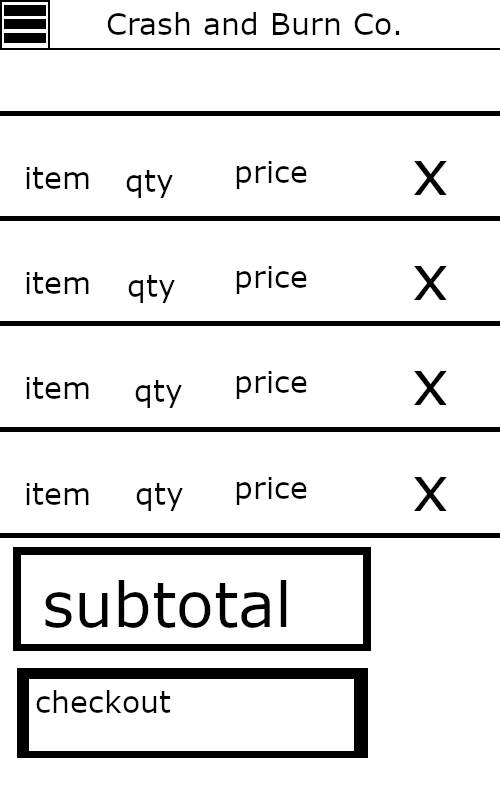 Crash and Burn Co.
item qty price X
item qty price X
item qty price X
item qty price X
subtotal
checkout